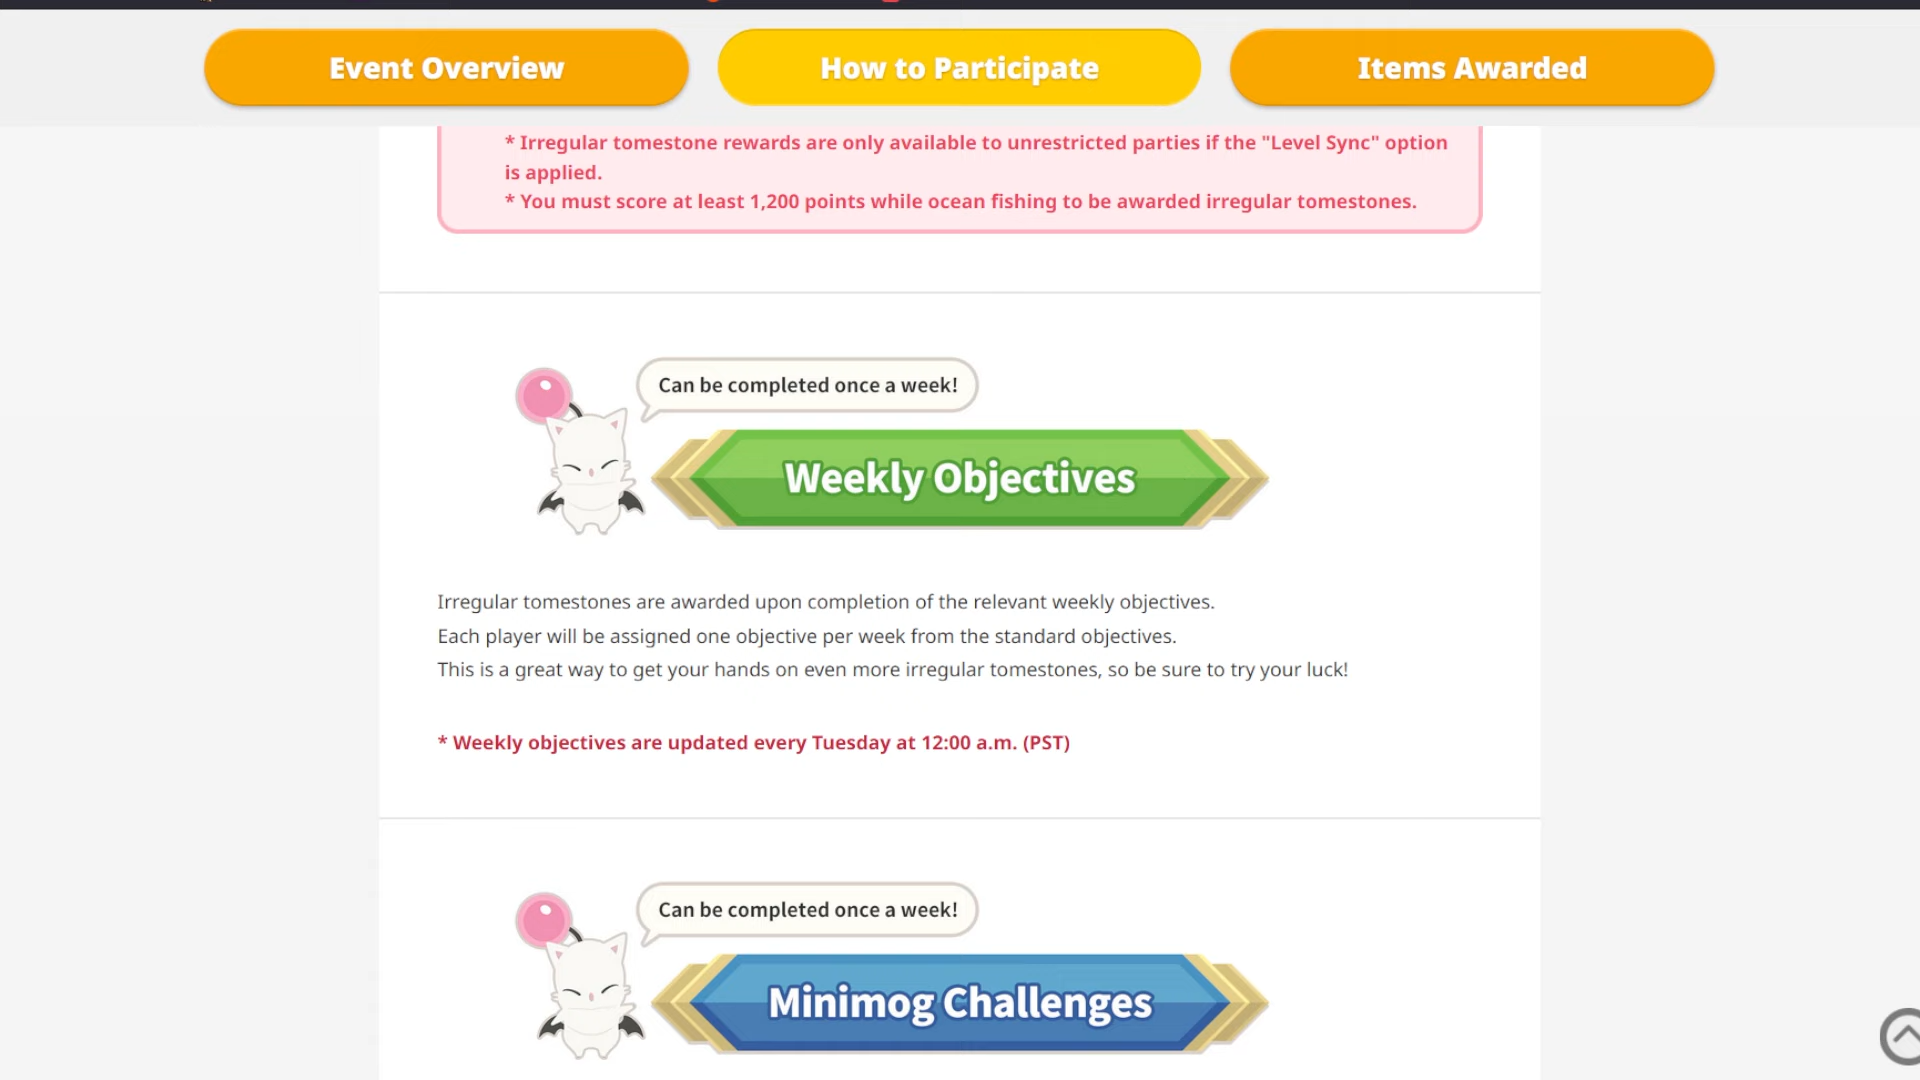 Event Overview
How to Participate
Items Awarded
* Irregular tomestone rewards are only available to unrestricted parties if the "Level Sync" option
is applied.
* You must score at least 1,200 points while ocean fishing to be awarded irregular tomestones.
Can be completed once a week!
Weekly Objectives
Irregular tomestones are awarded upon completion of the relevant weekly objectives.
Each player will be assigned one objective per week from the standard objectives.
This is a great way to get your hands on even more irregular tomestones, so be sure to try your luck!
* Weekly objectives are updated every Tuesday at 12:00 a.m. (PST)
Can be completed once a week!
Minimog Challenges